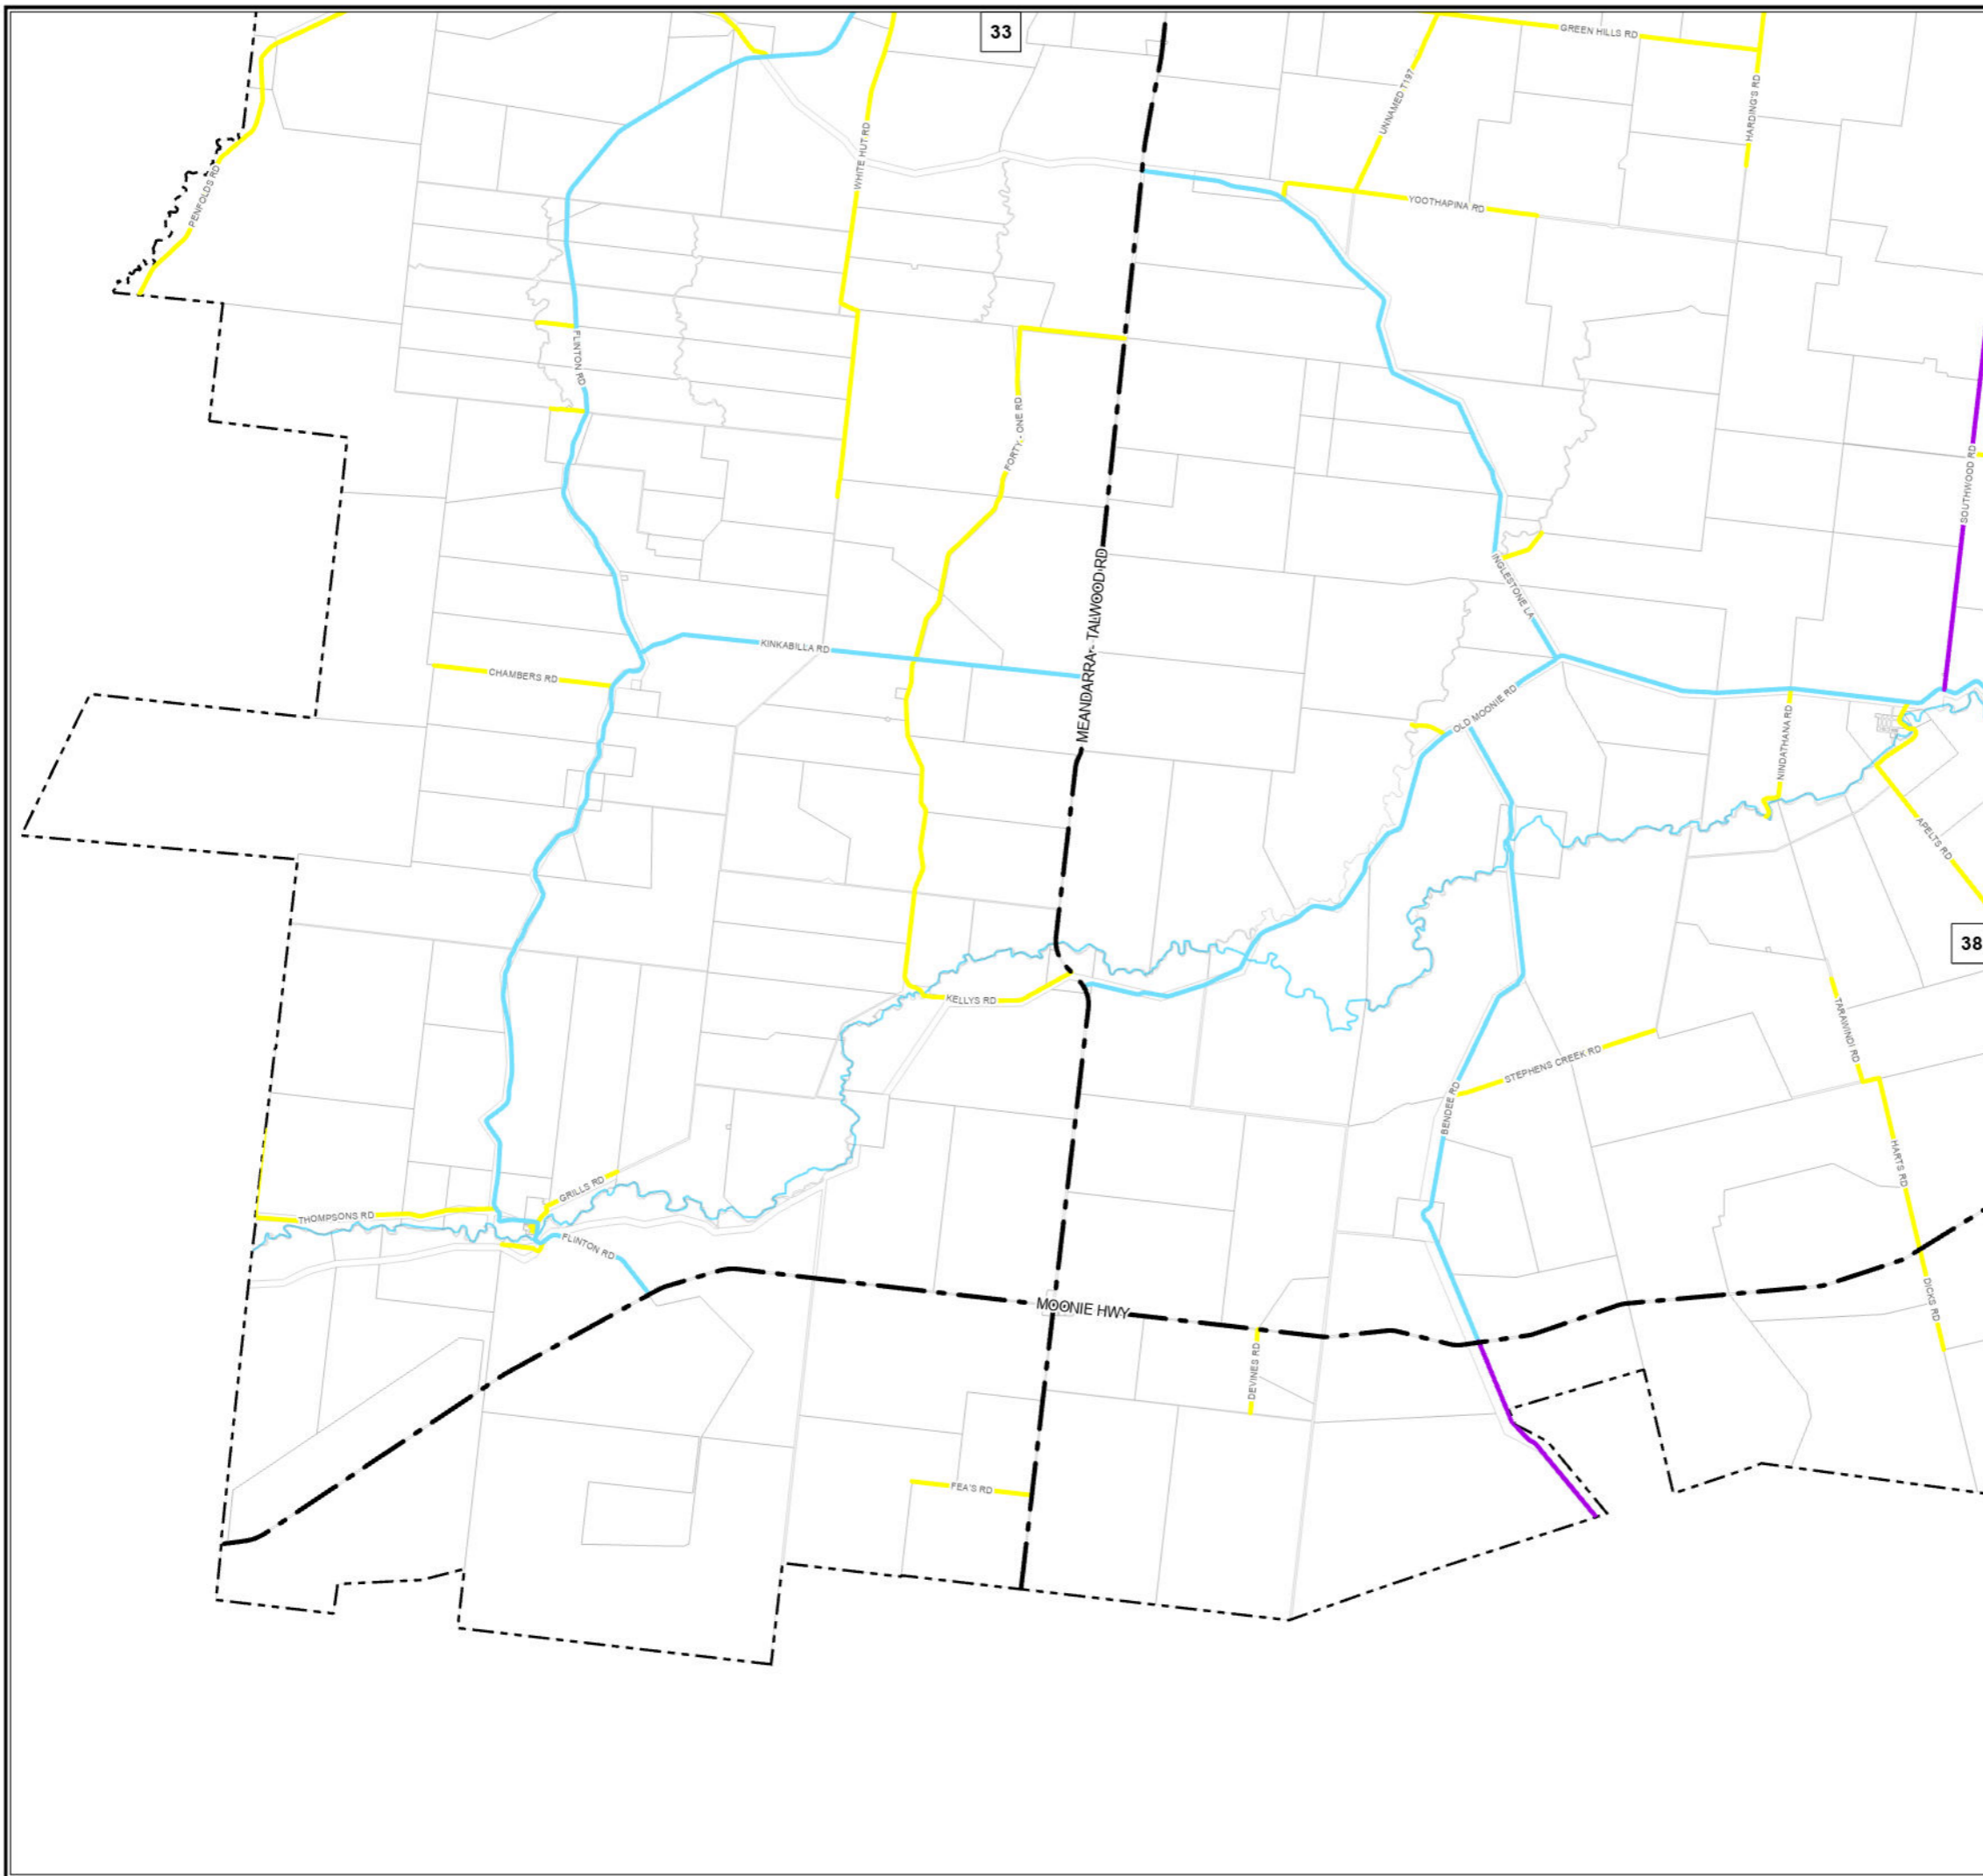 33
GREEN HILLS RD
UNNAMED T197
HARDING'S RD
WHITE HUT RD
PENFOLDS RD
YOOTHAPINA RD
FLINTON RD
FORTY - ONE RD
SOUTHWOOD RD
MEANDARRA - TALWOOD RD
INGLESTONE LA
KINKABILLA RD
CHAMBERS RD
OLD MOONIE RD
NINDATHANA RD
APELTS RD
38
KELLYS RD
TARAWINDI RD
STEPHENS CREEK RD
BENDEE RD
HARTS RD
GRILLS RD
THOMPSONS RD
FLINTON RD
MOONIE HWY
DICKS RD
DEVINES RD
FEA'S RD